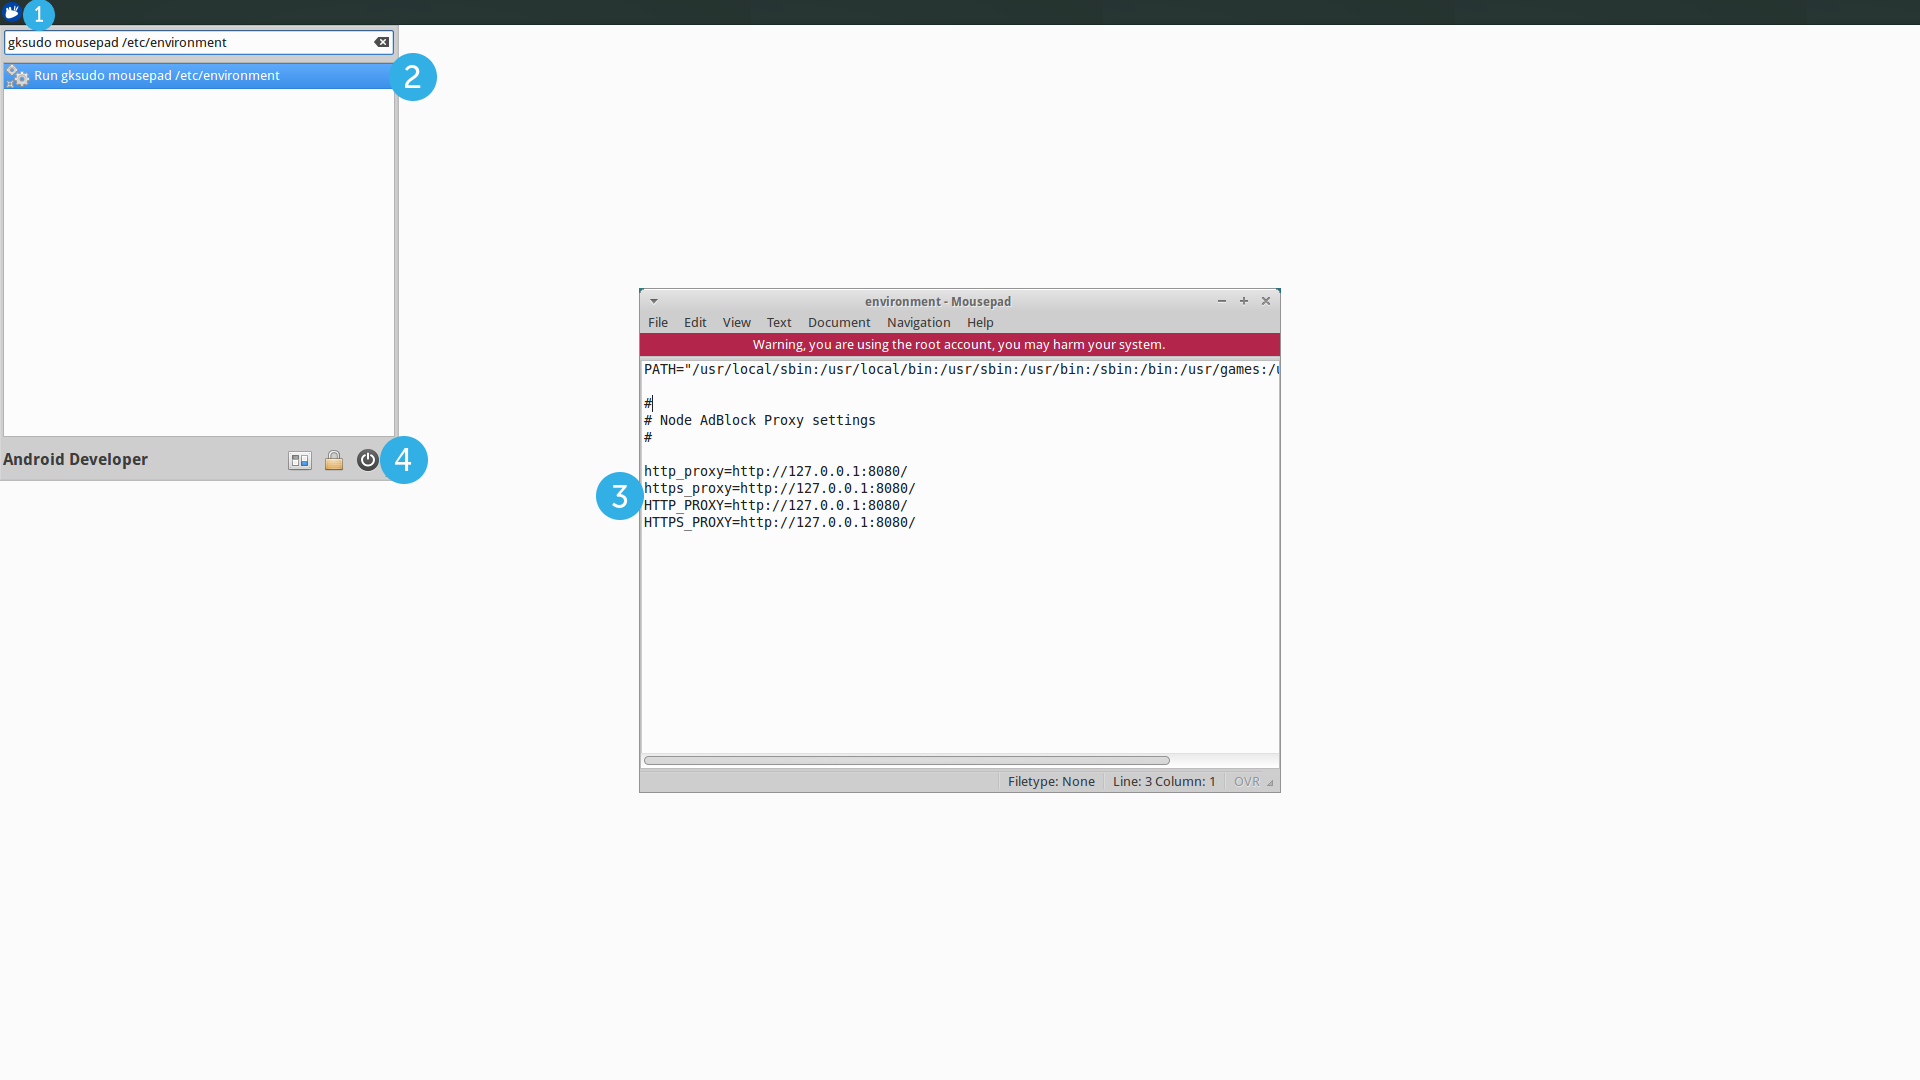 1
gksudo mousepad /etc/environment
Run gksudo mousepad /etc/environment
2
Android Developer
4
environment - Mousepad
File Edit View Text Document Navigation Help
Warning, you are using the root account, you may harm your system.
PATH="/usr/local/sbin:/usr/local/bin:/usr/sbin:/usr/bin:/sbin:/bin:/usr/games:/u
#
# Node AdBlock Proxy settings
#
http_proxy=http://127.0.0.1:8080/
3
https_proxy=http://127.0.0.1:8080/
HTTP_PROXY=http://127.0.0.1:8080/
HTTPS_PROXY=http://127.0.0.1:8080/
Filetype: None Line: 3 Column: 1 OVR